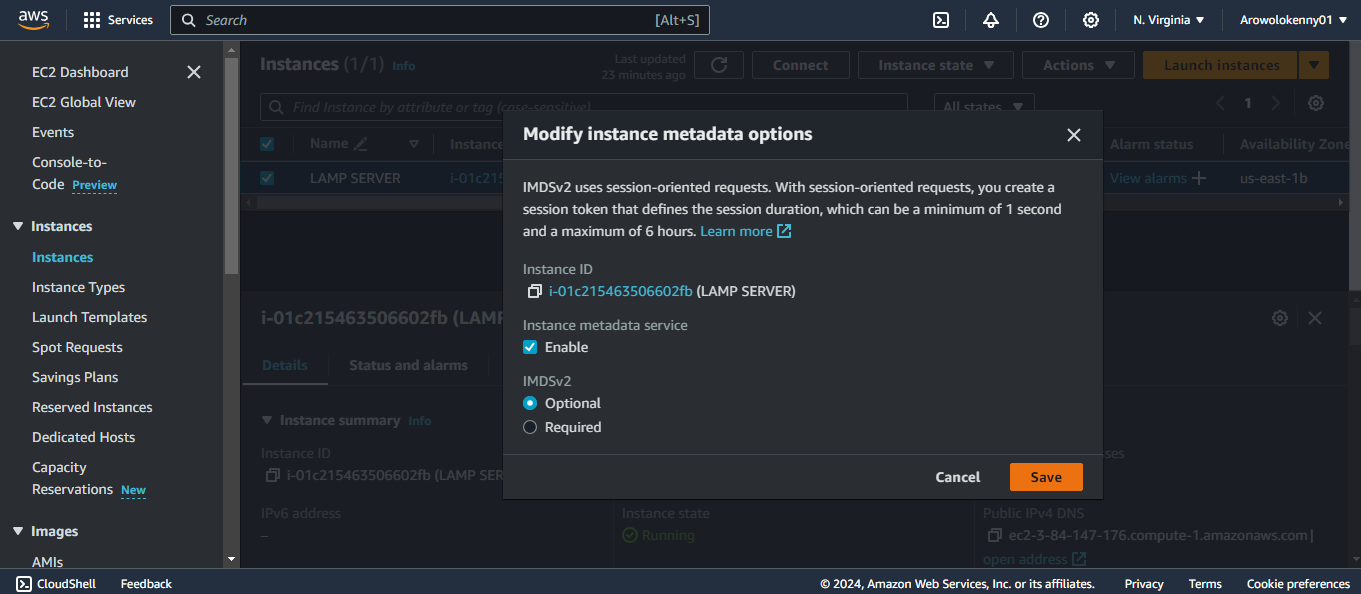 aws
Services
Search
[Alt+S]
N. Virginia
Arowolokenny01
EC2 Dashboard
EC2 Global View
Events
Console-to-
Code Preview
Instances
Instances
Instance Types
Launch Templates
Spot Requests
Savings Plans
Reserved Instances
Dedicated Hosts
Capacity
Reservations New
Images
AMIs
Instances (1/1) Info
Last updated
23 minutes ago
Connect
Instance state
Actions
Launch instances
Find Instance by attribute or tag (case-sensitive)
All states
1
Name
Instance
Alarm status
Availability Zone
LAMP SERVER
i-01c215
View alarms
us-east-1b
Modify instance metadata options
IMDSv2 uses session-oriented requests. With session-oriented requests, you create a
session token that defines the session duration, which can be a minimum of 1 second
and a maximum of 6 hours. Learn more
Instance ID
i-01c215463506602fb (LAMP SERVER)
Instance metadata service
Enable
IMDSv2
Optional
Required
Cancel
Save
i-01c215463506602fb (LAMP
Details
Status and alarms
Instance summary Info
Instance ID
i-01c215463506602fb (LAMP SER
IPv6 address
–
Instance state
Running
sses
Public IPv4 DNS
ec2-3-84-147-176.compute-1.amazonaws.com |
open address
CloudShell
Feedback
© 2024, Amazon Web Services, Inc. or its affiliates.
Privacy
Terms
Cookie preferences